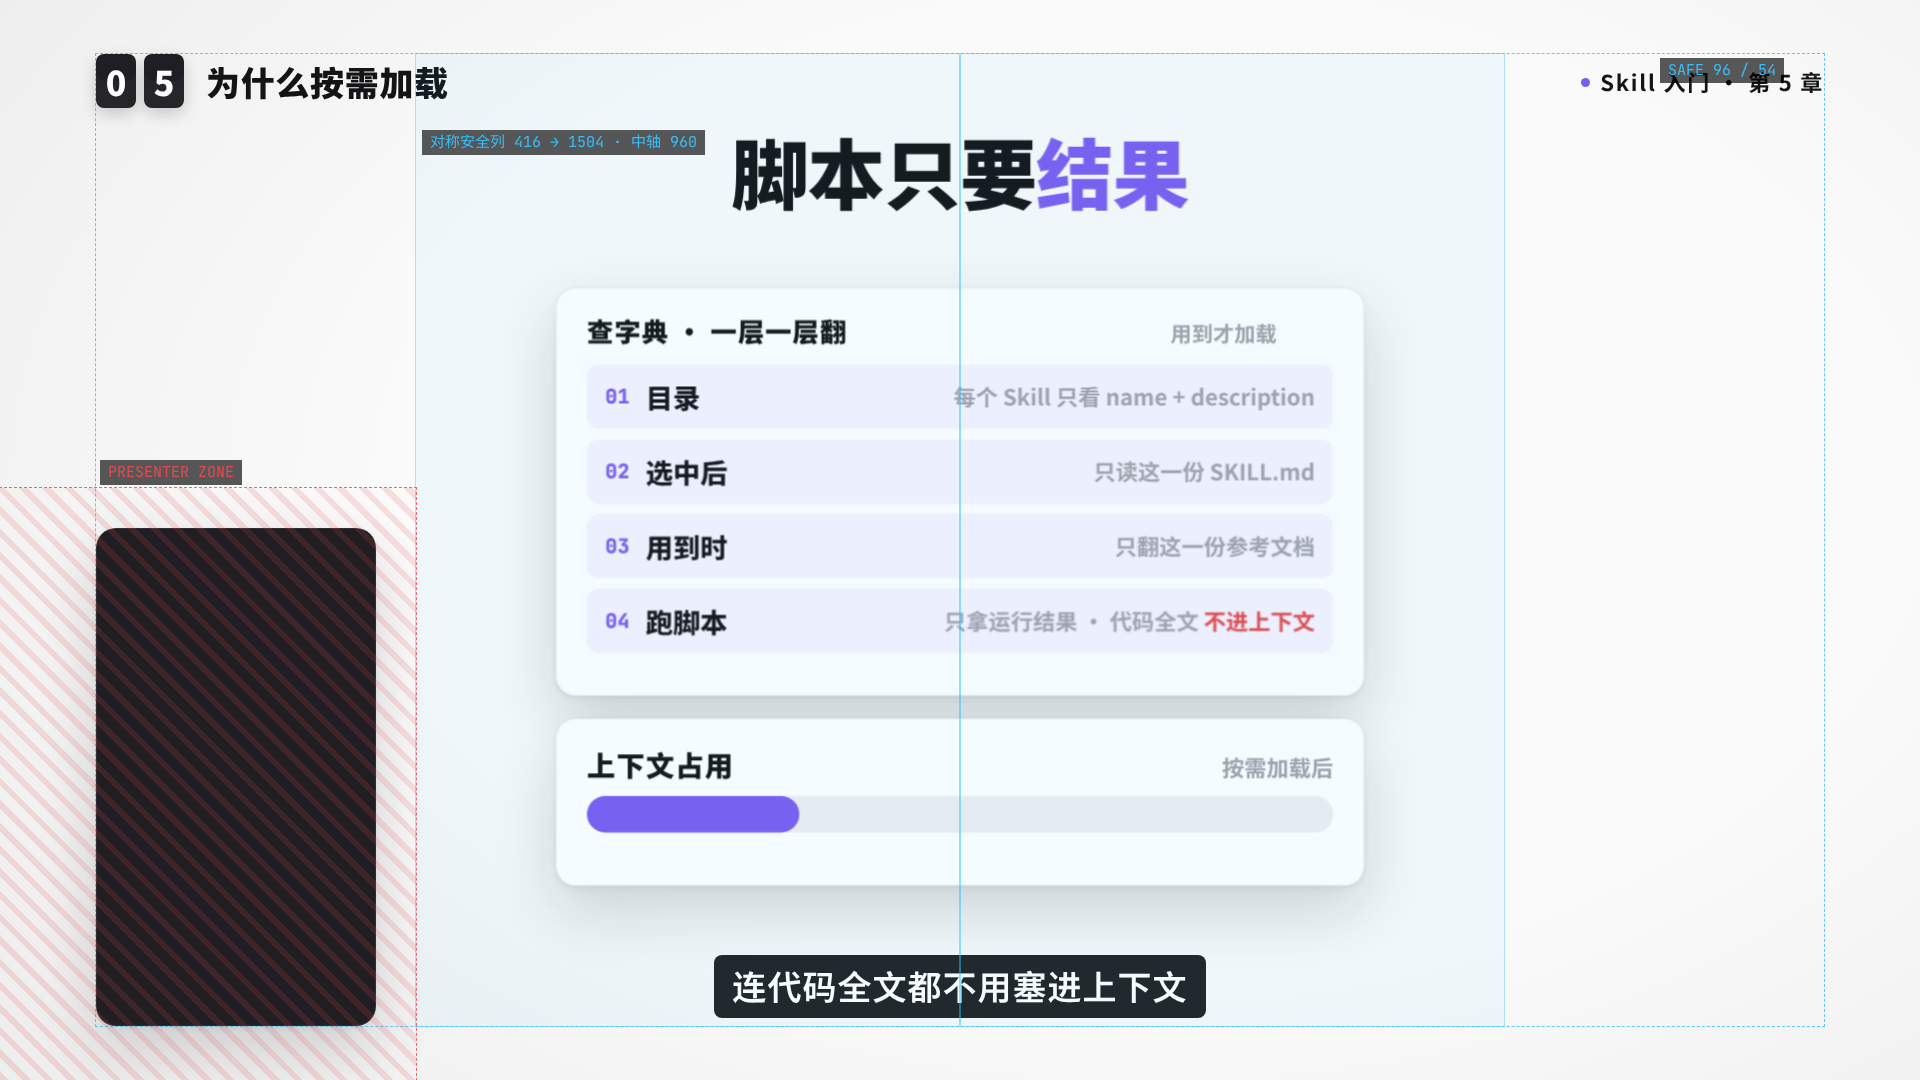 05 为什么按需加载
SAFE 96 / 54
Skill 入门 · 第 5 章
对称安全列 416 → 1504 · 中轴 960
脚本只要结果
查字典 · 一层一层翻 用到才加载
01 目录 每个 Skill 只看 name + description
02 选中后 只读这一份 SKILL.md
PRESENTER ZONE
03 用到时 只翻这一份参考文档
04 跑脚本 只拿运行结果 · 代码全文 不进上下文
上下文占用 按需加载后
连代码全文都不用塞进上下文